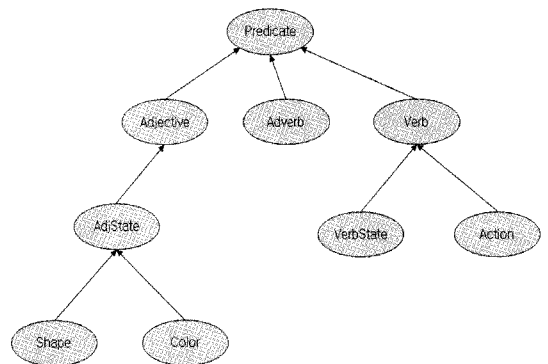 Predicate
Adjective Adverb Verb
AdjState VerbState Action
Shape Color